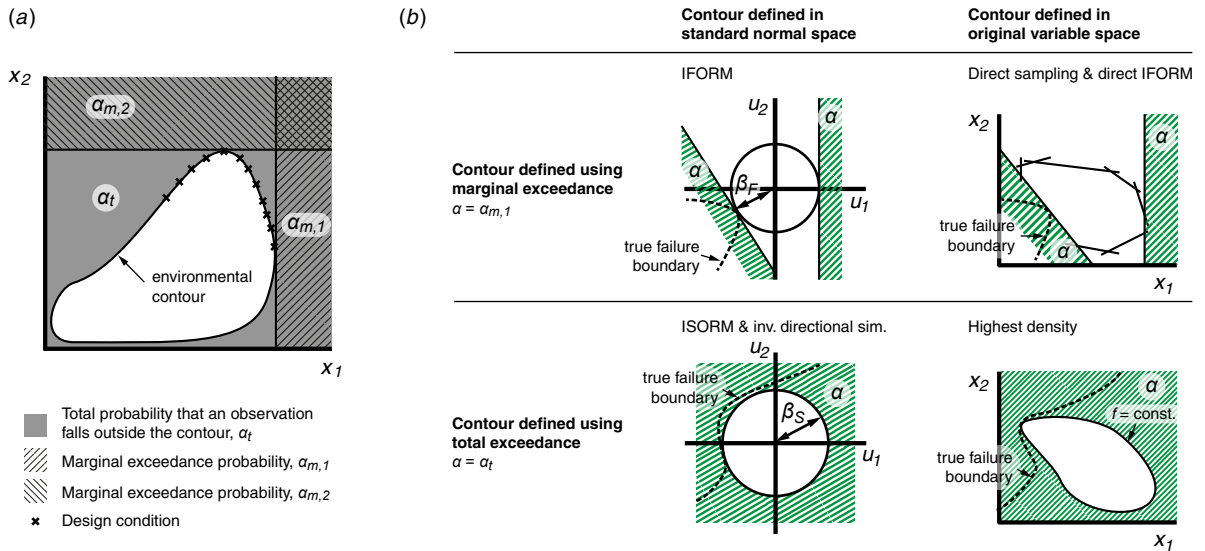 (a)
x2
αm,2
αt
αm,1
environmental
contour
x1
Total probability that an observation
falls outside the contour, αt
Marginal exceedance probability, αm,1
Marginal exceedance probability, αm,2
Design condition
(b)
Contour defined in
standard normal space
Contour defined in
original variable space
Contour defined using
marginal exceedance
α = αm,1
IFORM
u2
α
α
βF
u1
true failure
boundary
Direct sampling & direct IFORM
x2
α
true failure
boundary
α
x1
Contour defined using
total exceedance
α = αt
ISORM & inv. directional sim.
u2
true failure
boundary
α
βS
u1
Highest density
x2
α
f = const.
true failure
boundary
x1